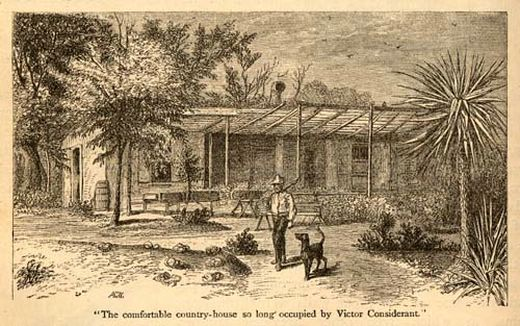 "The comfortable country-house so long occupied by Victor Considerant."